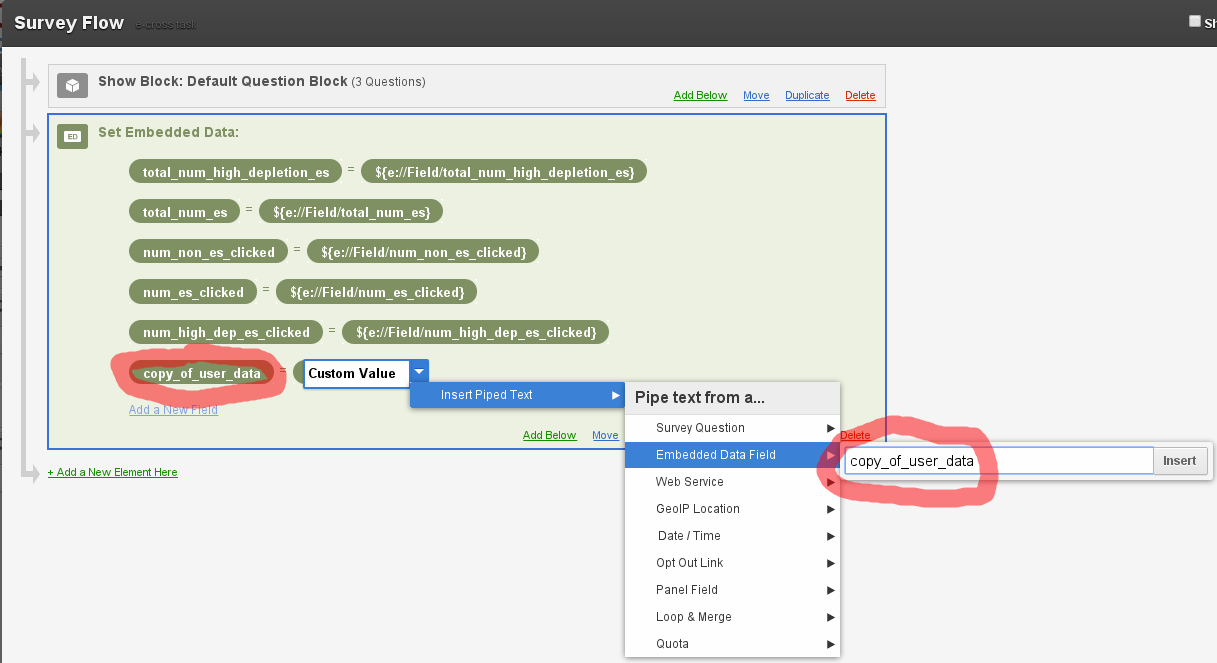 Survey Flow e-cross task
Sh
Show Block: Default Question Block (3 Questions)
Add Below Move Duplicate Delete
ED
Set Embedded Data:
total_num_high_depletion_es = ${e://Field/total_num_high_depletion_es}
total_num_es = ${e://Field/total_num_es}
num_non_es_clicked = ${e://Field/num_non_es_clicked}
num_es_clicked = ${e://Field/num_es_clicked}
num_high_dep_es_clicked = ${e://Field/num_high_dep_es_clicked}
copy_of_user_data = Custom Value
Insert Piped Text
Add a New Field
Add Below Move Delete
+ Add a New Element Here
Pipe text from a...
Survey Question
Embedded Data Field
copy_of_user_data Insert
Web Service
GeoIP Location
Date / Time
Opt Out Link
Panel Field
Loop & Merge
Quota